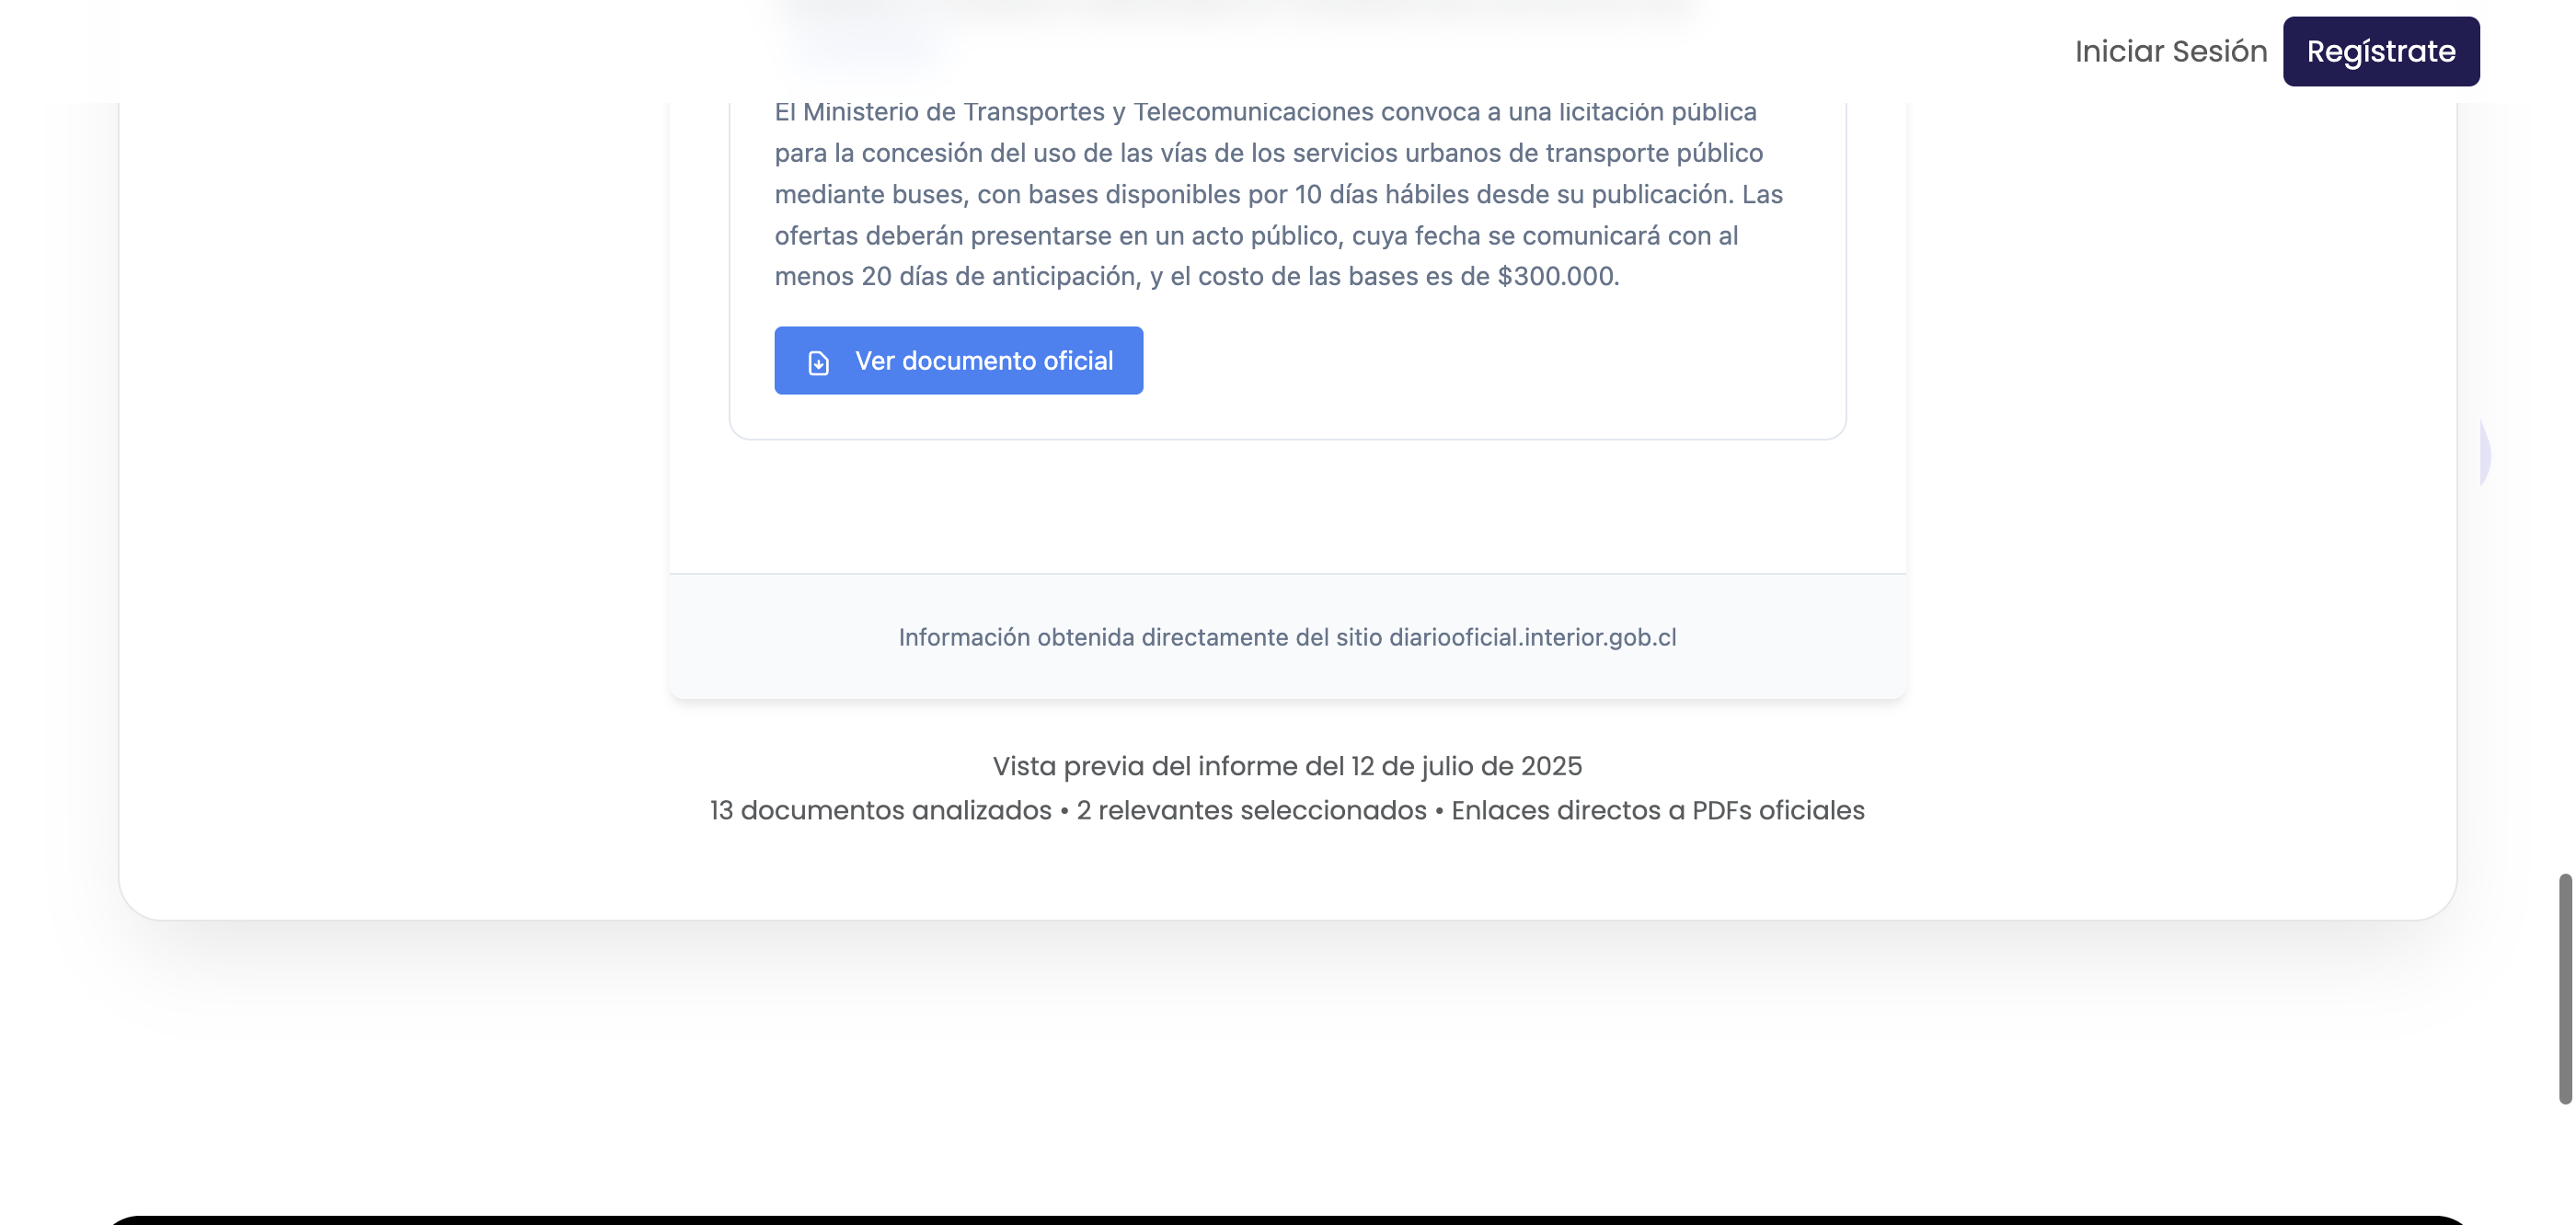 Iniciar Sesión Regístrate
El Ministerio de Transportes y Telecomunicaciones convoca a una licitación pública
para la concesión del uso de las vías de los servicios urbanos de transporte público
mediante buses, con bases disponibles por 10 días hábiles desde su publicación. Las
ofertas deberán presentarse en un acto público, cuya fecha se comunicará con al
menos 20 días de anticipación, y el costo de las bases es de $300.000.
Ver documento oficial
Información obtenida directamente del sitio diariooficial.interior.gob.cl
Vista previa del informe del 12 de julio de 2025
13 documentos analizados • 2 relevantes seleccionados • Enlaces directos a PDFs oficiales